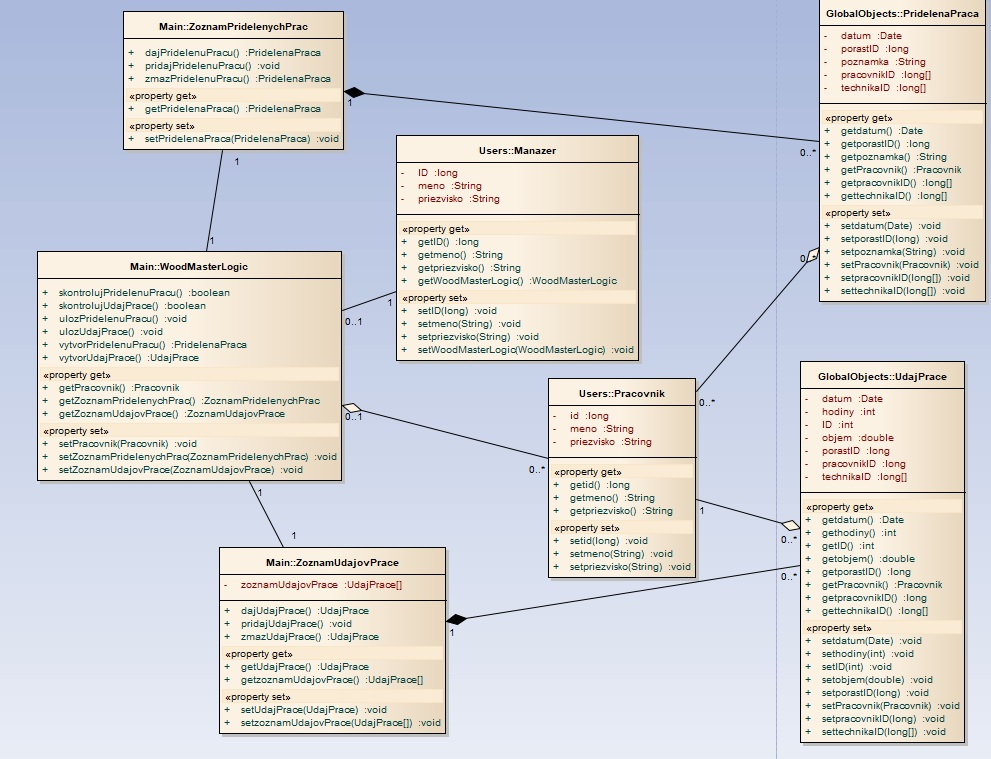 Main::ZoznamPridelenychPrac
+ dajPridelenuPracu() :PridelenaPraca
+ pridajPridelenuPracu() :void
+ zmazPridelenuPracu() :PridelenaPraca
«property get»
+ getPridelenaPraca() :PridelenaPraca
«property set»
+ setPridelenaPraca(PridelenaPraca) :void
1
0..*
1
1
GlobalObjects::PridelenaPraca
- datum :Date
- porastID :long
- poznamka :String
- pracovnikID :long[]
- technikaID :long[]
«property get»
+ getdatum() :Date
+ getporastID() :long
+ getpoznamka() :String
+ getPracovnik() :Pracovnik
+ getpracovnikID() :long[]
+ gettechnikaID() :long[]
«property set»
+ setdatum(Date) :void
+ setporastID(long) :void
+ setpoznamka(String) :void
+ setPracovnik(Pracovnik) :void
+ setpracovnikID(long[]) :void
+ settechnikaID(long[]) :void
0..*
Users::Manazer
- ID :long
- meno :String
- priezvisko :String
«property get»
+ getID() :long
+ getmeno() :String
+ getpriezvisko() :String
+ getWoodMasterLogic() :WoodMasterLogic
«property set»
+ setID(long) :void
+ setmeno(String) :void
+ setpriezvisko(String) :void
+ setWoodMasterLogic(WoodMasterLogic) :void
1
0..1
Main::WoodMasterLogic
+ skontrolujPridelenuPracu() :boolean
+ skontrolujUdajPrace() :boolean
+ ulozPridelenuPracu() :void
+ ulozUdajPrace() :void
+ vytvorPridelenuPracu() :PridelenaPraca
+ vytvorUdajPrace() :UdajPrace
«property get»
+ getPracovnik() :Pracovnik
+ getZoznamPridelenychPrac() :ZoznamPridelenychPrac
+ getZoznamUdajovPrace() :ZoznamUdajovPrace
«property set»
+ setPracovnik(Pracovnik) :void
+ setZoznamPridelenychPrac(ZoznamPridelenychPrac) :void
+ setZoznamUdajovPrace(ZoznamUdajovPrace) :void
0..1
0..*
1
1
Users::Pracovnik
- id :long
- meno :String
- priezvisko :String
«property get»
+ getid() :long
+ getmeno() :String
+ getpriezvisko() :String
«property set»
+ setid(long) :void
+ setmeno(String) :void
+ setpriezvisko(String) :void
0..*
1
0..*
0..*
GlobalObjects::UdajPrace
- datum :Date
- hodiny :int
- ID :int
- objem :double
- porastID :long
- pracovnikID :long
- technikaID :long[]
«property get»
+ getdatum() :Date
+ gethodiny() :int
+ getID() :int
+ getobjem() :double
+ getporastID() :long
+ getPracovnik() :Pracovnik
+ getpracovnikID() :long
+ gettechnikaID() :long[]
«property set»
+ setdatum(Date) :void
+ sethodiny(int) :void
+ setID(int) :void
+ setobjem(double) :void
+ setporastID(long) :void
+ setPracovnik(Pracovnik) :void
+ setpracovnikID(long) :void
+ settechnikaID(long[]) :void
Main::ZoznamUdajovPrace
- zoznamUdajovPrace :UdajPrace[]
+ dajUdajPrace() :UdajPrace
+ pridajUdajPrace() :void
+ zmazUdajPrace() :UdajPrace
«property get»
+ getUdajPrace() :UdajPrace
+ getzoznamUdajovPrace() :UdajPrace[]
«property set»
+ setUdajPrace(UdajPrace) :void
+ setzoznamUdajovPrace(UdajPrace[]) :void
1